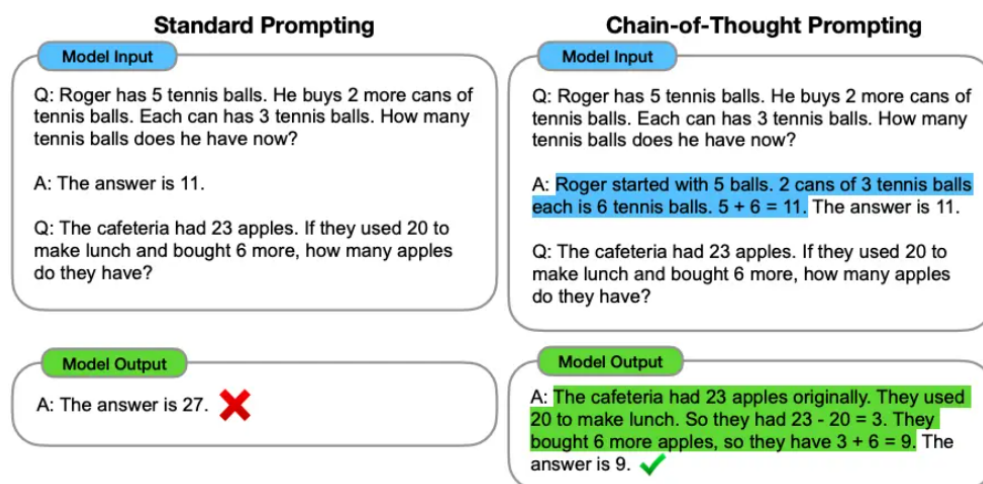 Standard Prompting
Model Input
Q: Roger has 5 tennis balls. He buys 2 more cans of
tennis balls. Each can has 3 tennis balls. How many
tennis balls does he have now?
A: The answer is 11.
Q: The cafeteria had 23 apples. If they used 20 to
make lunch and bought 6 more, how many apples
do they have?
Model Output
A: The answer is 27.
Chain-of-Thought Prompting
Model Input
Q: Roger has 5 tennis balls. He buys 2 more cans of
tennis balls. Each can has 3 tennis balls. How many
tennis balls does he have now?
A: Roger started with 5 balls. 2 cans of 3 tennis balls
each is 6 tennis balls. 5 + 6 = 11. The answer is 11.
Q: The cafeteria had 23 apples. If they used 20 to
make lunch and bought 6 more, how many apples
do they have?
Model Output
A: The cafeteria had 23 apples originally. They used
20 to make lunch. So they had 23 - 20 = 3. They
bought 6 more apples, so they have 3 + 6 = 9. The
answer is 9.